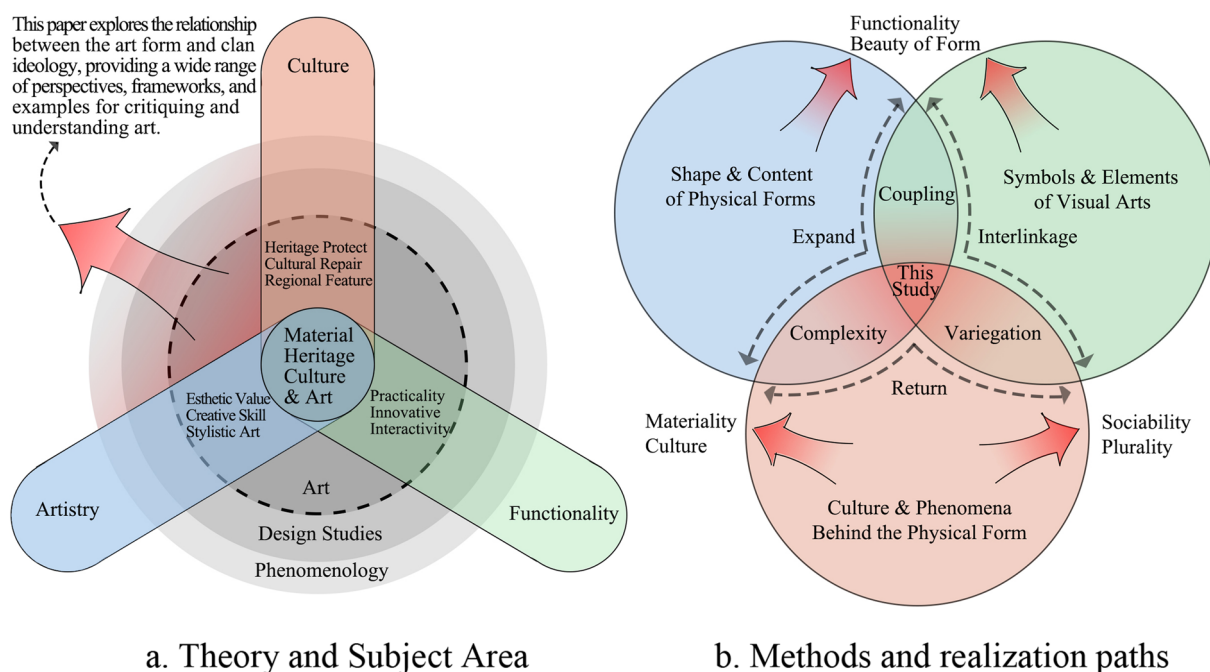 This paper explores the relationship
between the art form and clan
ideology, providing a wide range
of perspectives, frameworks, and
examples for critiquing and
understanding art.
Culture
Heritage Protect
Cultural Repair
Regional Feature
Material
Heritage
Culture
& Art
Esthetic Value
Creative Skill
Stylistic Art
Practicality
Innovative
Interactivity
Artistry
Functionality
Art
Design Studies
Phenomenology
a. Theory and Subject Area
Functionality
Beauty of Form
Shape & Content
of Physical Forms
Coupling
Symbols & Elements
of Visual Arts
Expand
Interlinkage
This
Study
Complexity
Variegation
Return
Materiality
Culture
Sociability
Plurality
Culture & Phenomena
Behind the Physical Form
b. Methods and realization paths